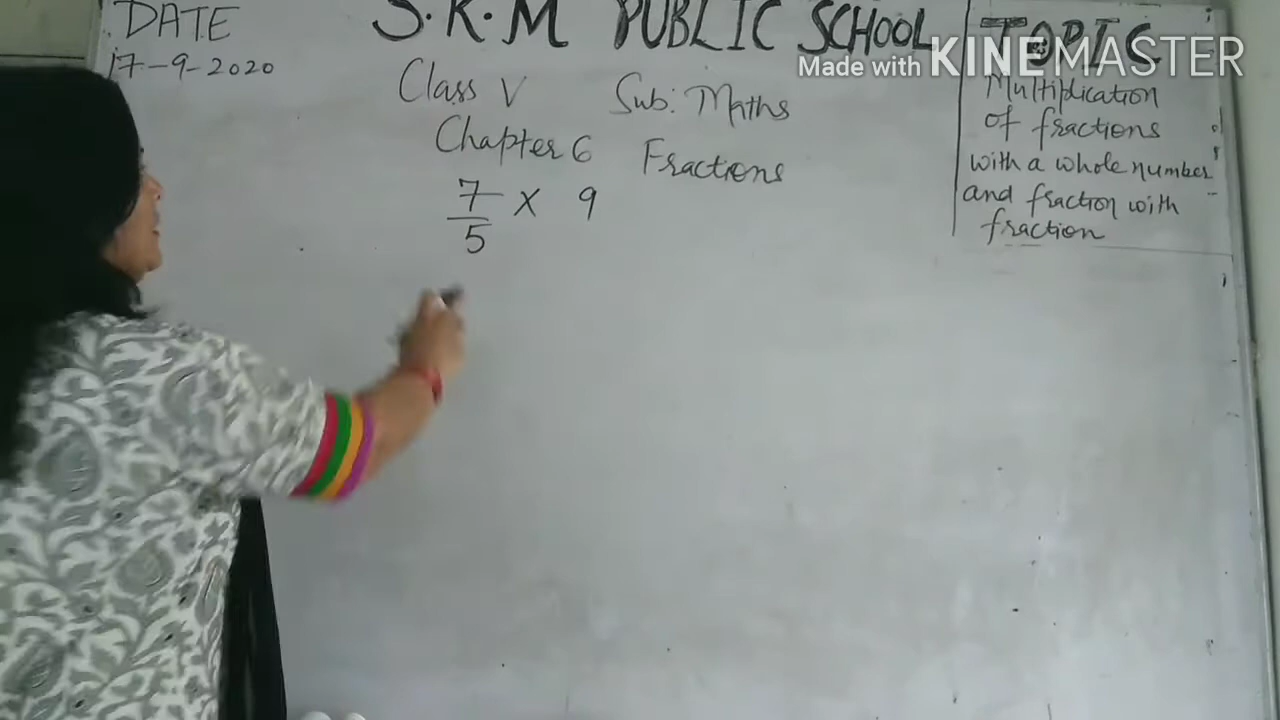 DATE
17-9-2020
S.K.M PUBLIC SCHOOL
Class V Sub: Maths
Chapter 6 Fractions
7/5 × 9
TOPIC
Multiplication
of fractions
with a whole number
and fraction with
fraction
Made with KINEMASTER